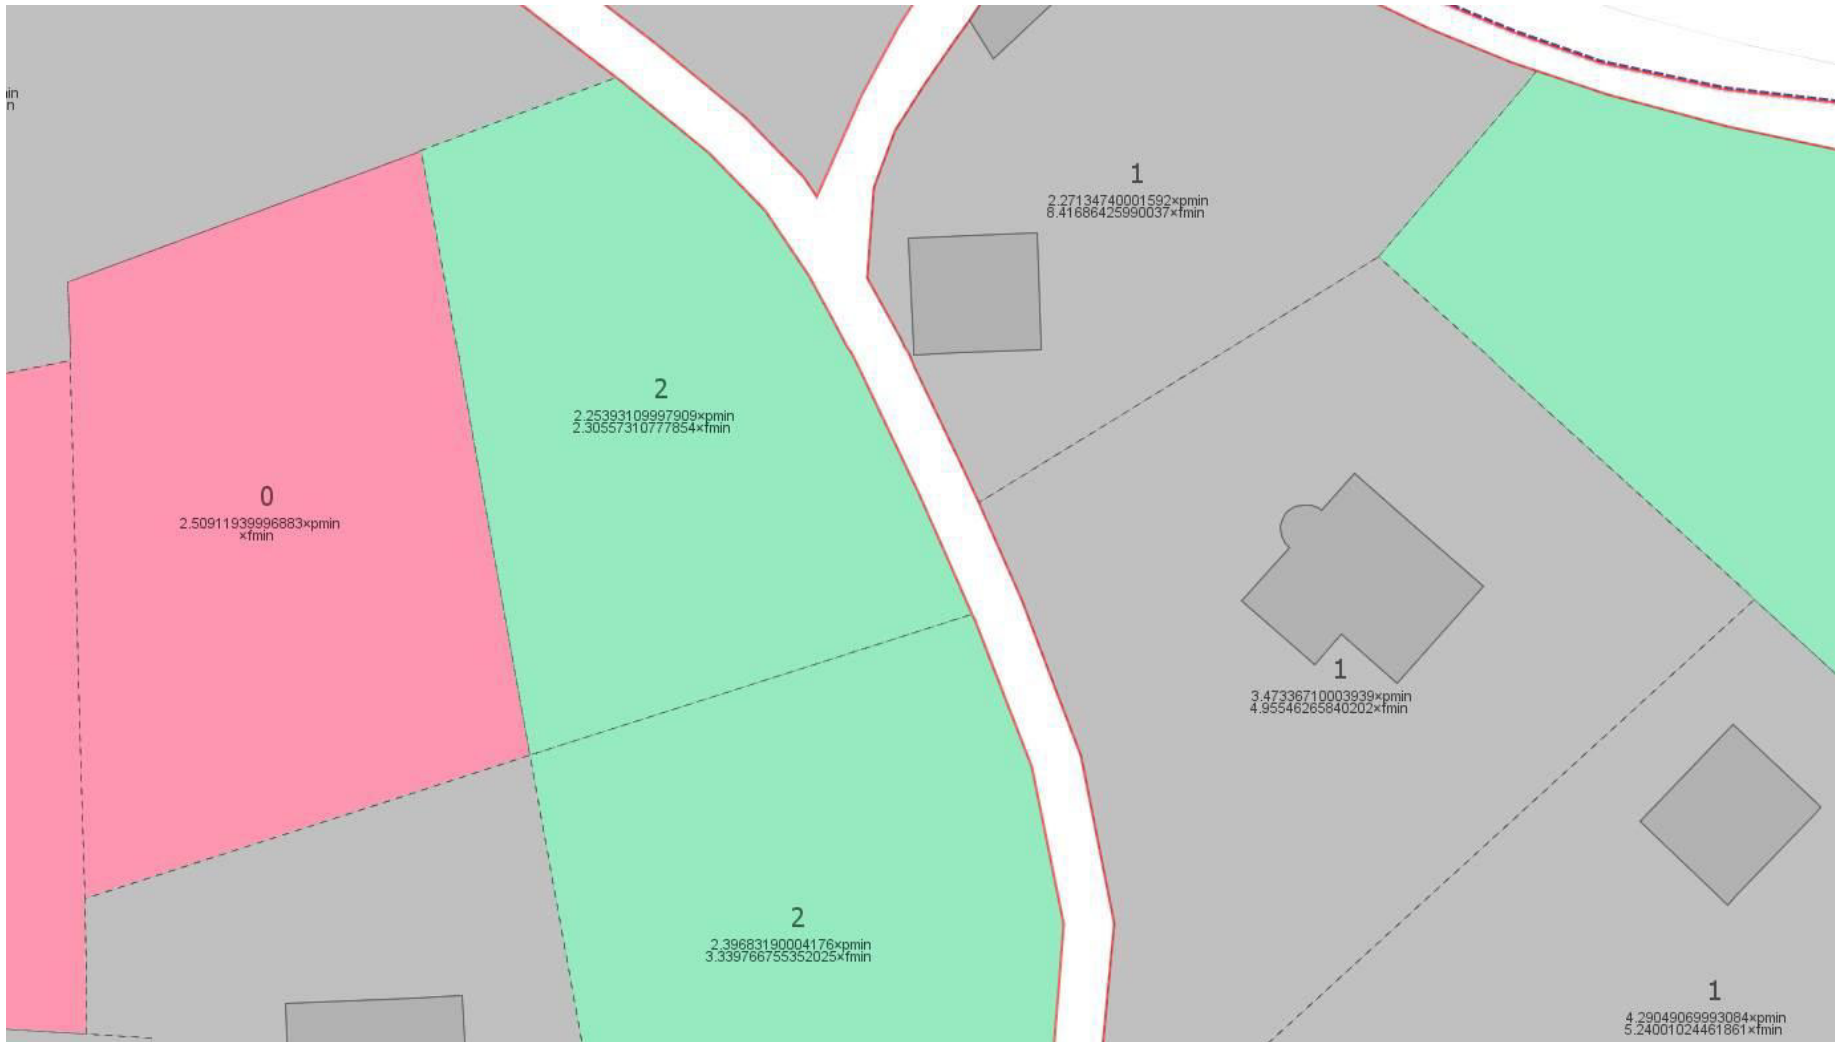 in
n
1
2.27134740001592×pmin
8.41686425990037×fmin
2
2.25393109997909×pmin
2.30557310777854×fmin
0
2.50911939996883×pmin
×fmin
1
3.47336710003939×pmin
4.95546265840202×fmin
2
2.39683190004176×pmin
3.339766755352025×fmin
1
4.29049069993084×pmin
5.24001024461861×fmin